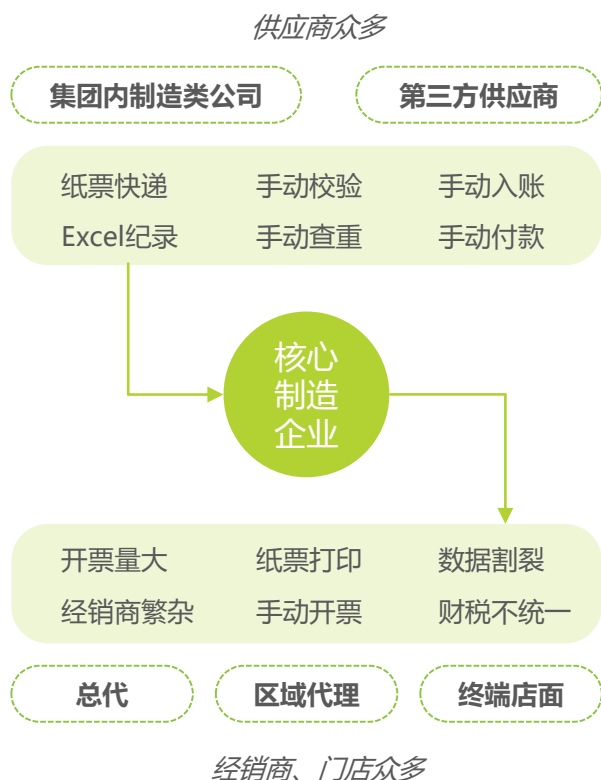 供应商众多
集团内制造类公司 第三方供应商
纸票快递 手动校验 手动入账
Excel纪录 手动查重 手动付款
核心
制造
企业
开票量大 纸票打印 数据割裂
经销商繁杂 手动开票 财税不统一
总代 区域代理 终端店面
经销商、门店众多